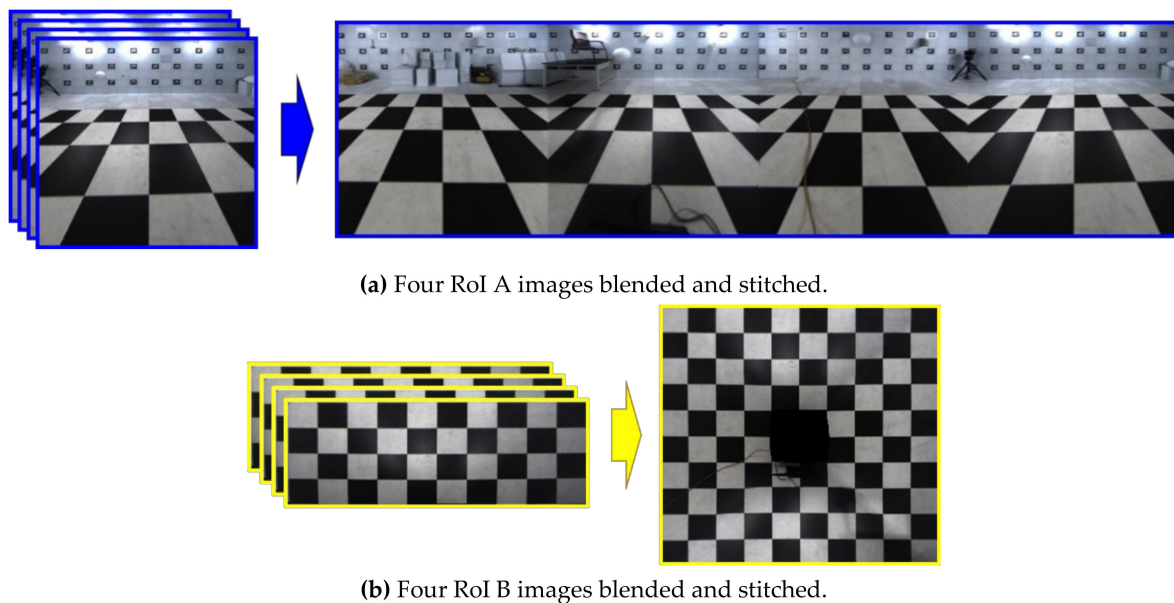 (a) Four RoI A images blended and stitched.
(b) Four RoI B images blended and stitched.